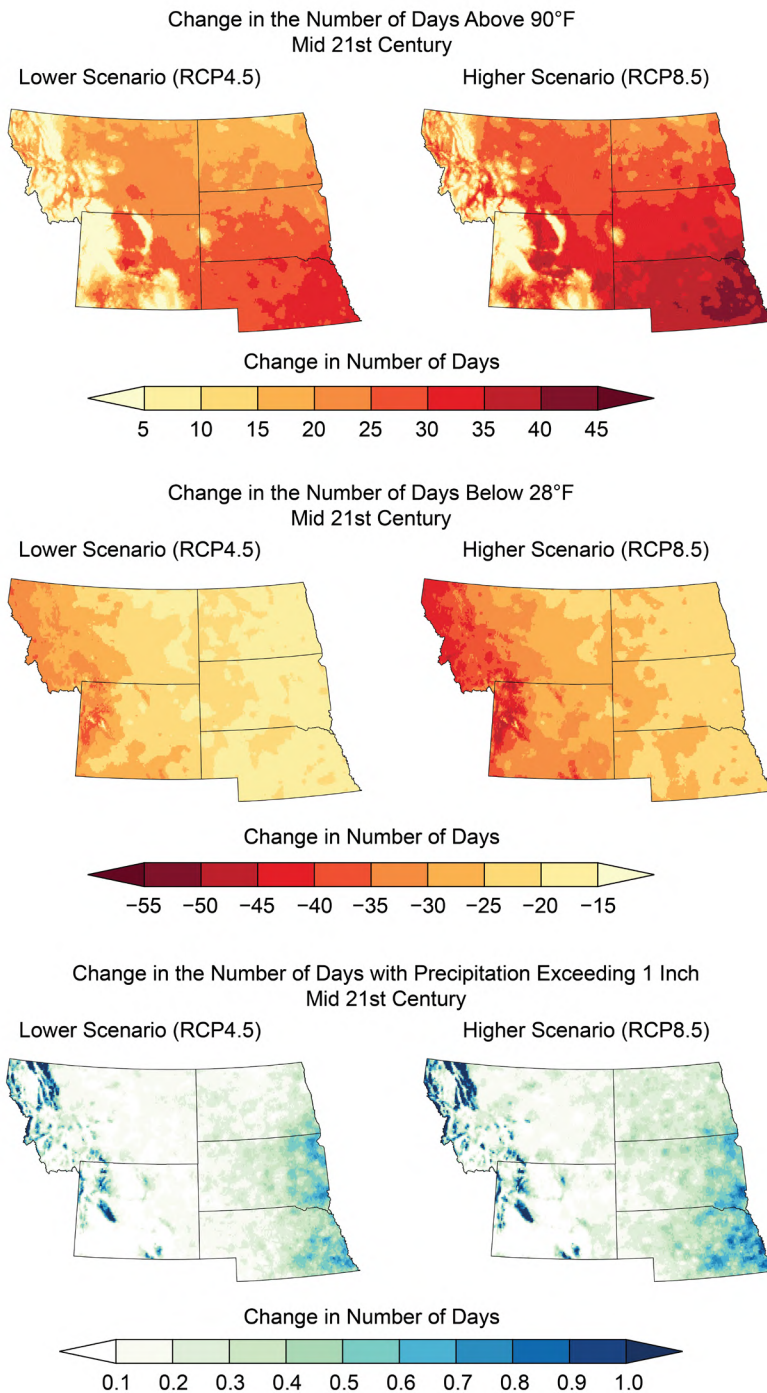 Change in the Number of Days Above 90°F
Mid 21st Century
Lower Scenario (RCP4.5)
Higher Scenario (RCP8.5)
Change in Number of Days
5 10 15 20 25 30 35 40 45
Change in the Number of Days Below 28°F
Mid 21st Century
Lower Scenario (RCP4.5)
Higher Scenario (RCP8.5)
Change in Number of Days
−55 −50 −45 −40 −35 −30 −25 −20 −15
Change in the Number of Days with Precipitation Exceeding 1 Inch
Mid 21st Century
Lower Scenario (RCP4.5)
Higher Scenario (RCP8.5)
Change in Number of Days
0.1 0.2 0.3 0.4 0.5 0.6 0.7 0.8 0.9 1.0